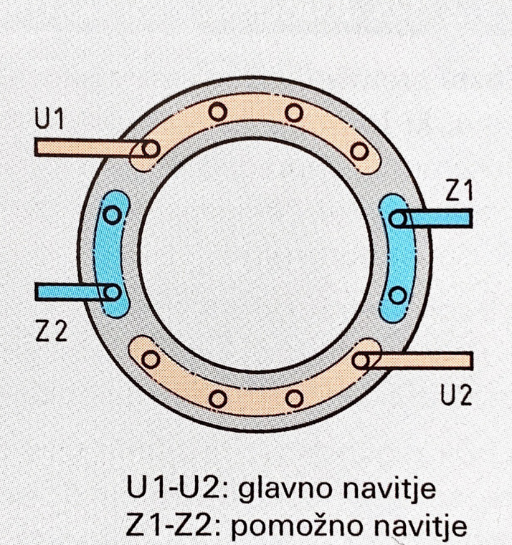 U1
Z1
Z2
U2
U1-U2: glavno navitje
Z1-Z2: pomožno navitje